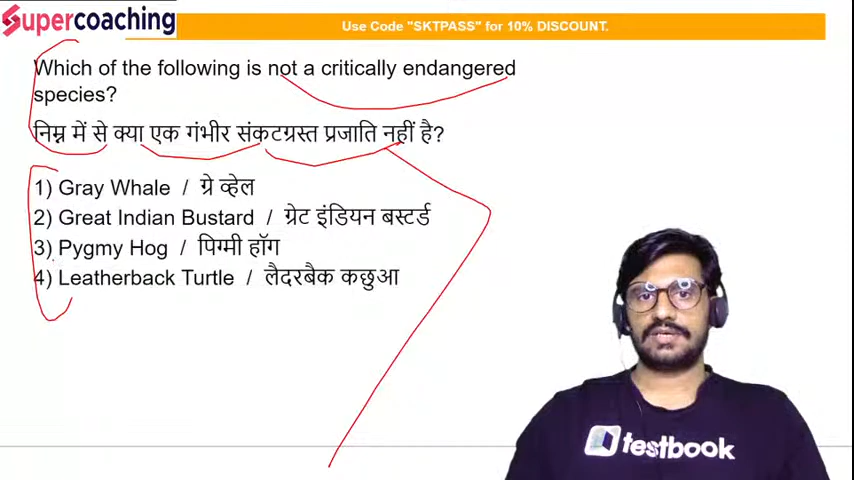 Supercoaching
Use Code "SKTPASS" for 10% DISCOUNT.
Which of the following is not a critically endangered
species?
निम्न में से क्या एक गंभीर संकटग्रस्त प्रजाति नहीं है?
1) Gray Whale / ग्रे व्हेल
2) Great Indian Bustard / ग्रेट इंडियन बस्टर्ड
3) Pygmy Hog / पिग्मी हॉग
4) Leatherback Turtle / लैदरबैक कछुआ
testbook